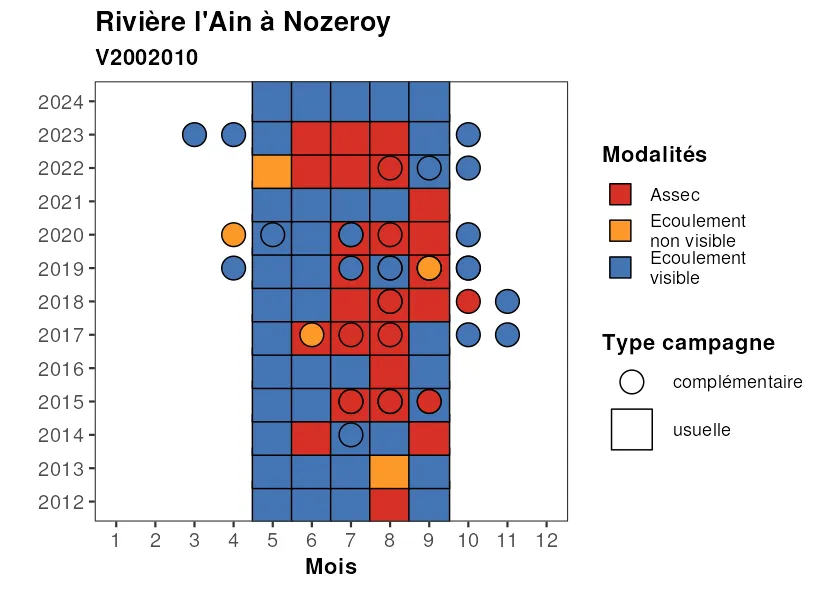 Rivière l'Ain à Nozeroy
V2002010
2024
2023
2022
2021
2020
2019
2018
2017
2016
2015
2014
2013
2012
1 2 3 4 5 6 7 8 9 10 11 12
Mois
Modalités
Assec
Ecoulement
non visible
Ecoulement
visible
Type campagne
complémentaire
usuelle